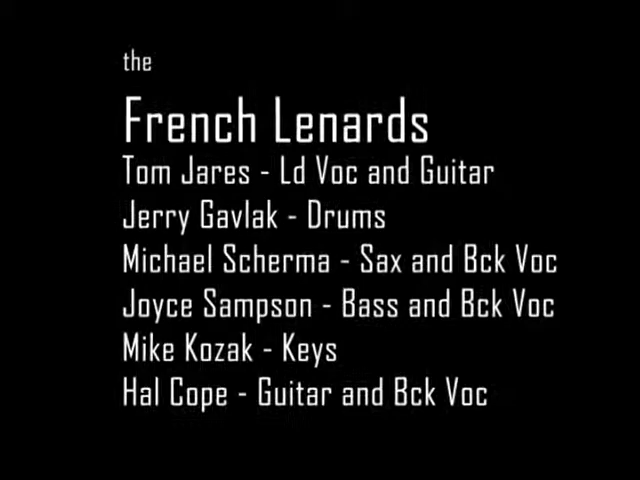 the
French Lenards
Tom Jares - Ld Voc and Guitar
Jerry Gavlak - Drums
Michael Scherma - Sax and Bck Voc
Joyce Sampson - Bass and Bck Voc
Mike Kozak - Keys
Hal Cope - Guitar and Bck Voc